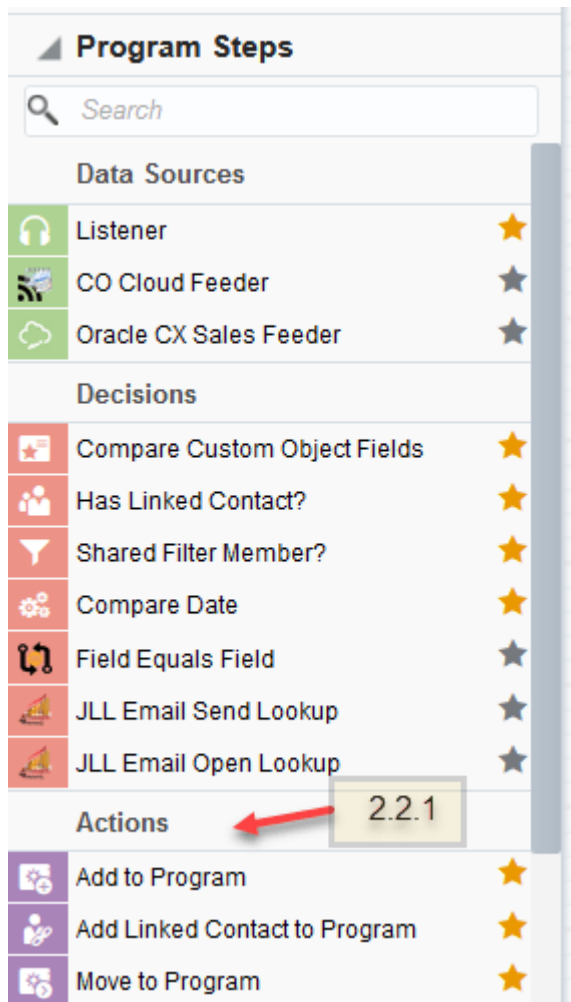 Program Steps
Search
Data Sources
Listener
CO Cloud Feeder
Oracle CX Sales Feeder
Decisions
Compare Custom Object Fields
Has Linked Contact?
Shared Filter Member?
Compare Date
Field Equals Field
JLL Email Send Lookup
JLL Email Open Lookup
2.2.1
Actions
Add to Program
Add Linked Contact to Program
Move to Program